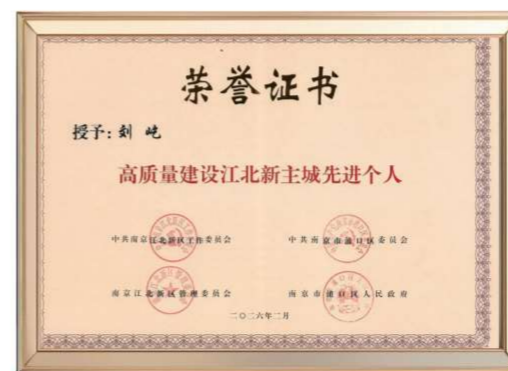 荣誉证书
授予：刘屹
高质量建设江北新主城先进个人
中共南京江北新区工作委员会 中共南京市浦口区委员会
南京江北新区管理委员会 南京市浦口区人民政府
二〇二六年二月